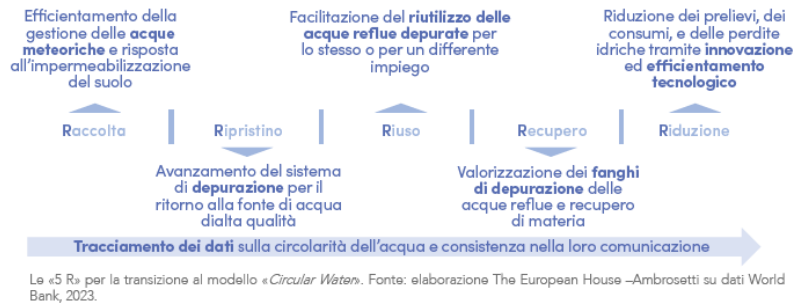 Efficientamento della
gestione delle acque
meteoriche e risposta
all'impermeabilizzazione
del suolo
Facilitazione del riutilizzo delle
acque reflue depurate per
lo stesso o per un differente
impiego
Riduzione dei prelievi, dei
consumi, e delle perdite
idriche tramite innovazione
ed efficientamento
tecnologico
Raccolta
Ripristino
Riuso
Recupero
Riduzione
Avanzamento del sistema
di depurazione per il
ritorno alla fonte di acqua
dialta qualità
Valorizzazione dei fanghi
di depurazione delle
acque reflue e recupero
di materia
Tracciamento dei dati sulla circolarità dell'acqua e consistenza nella loro comunicazione
Le «5 R» per la transizione al modello «Circular Water». Fonte: elaborazione The European House –Ambrosetti su dati World
Bank, 2023.